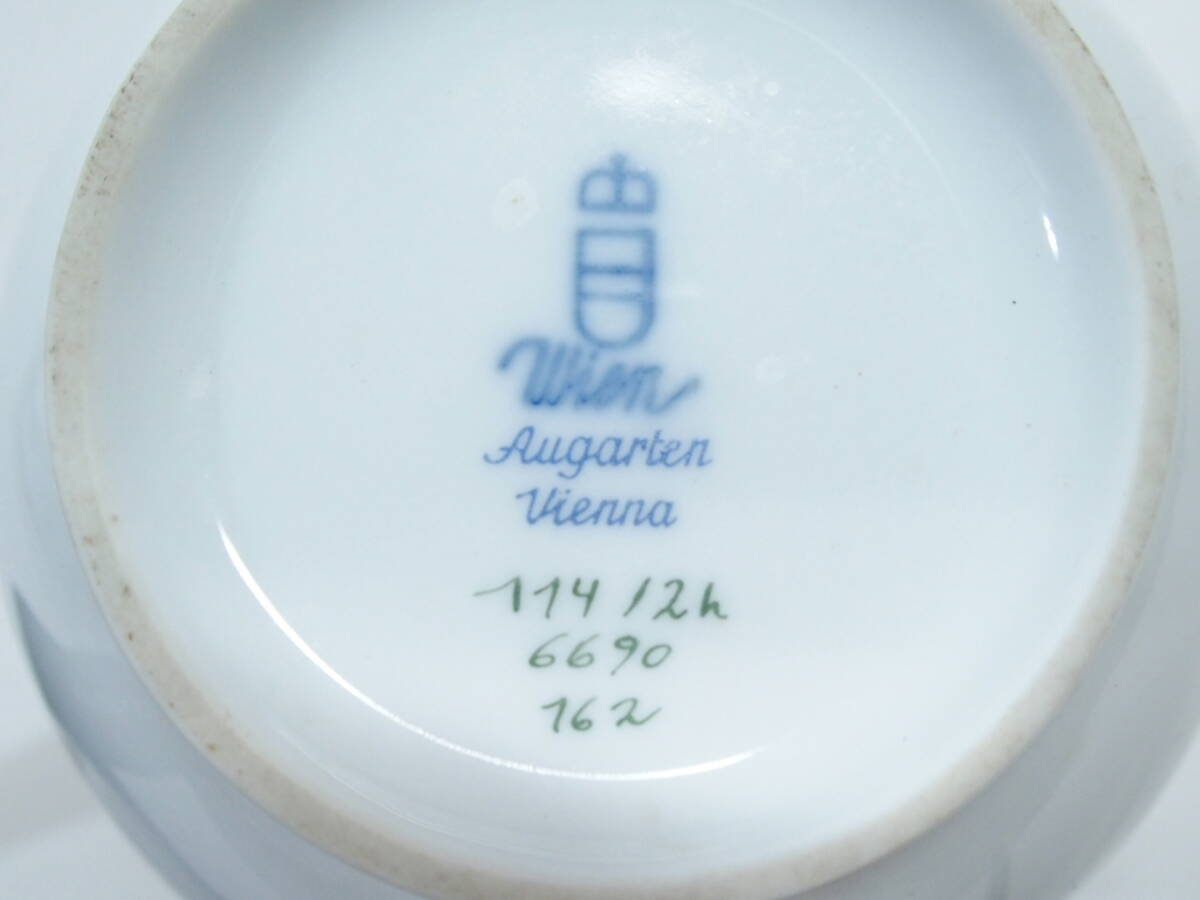 Wien
Augarten
Vienna
114/2h
6690
162